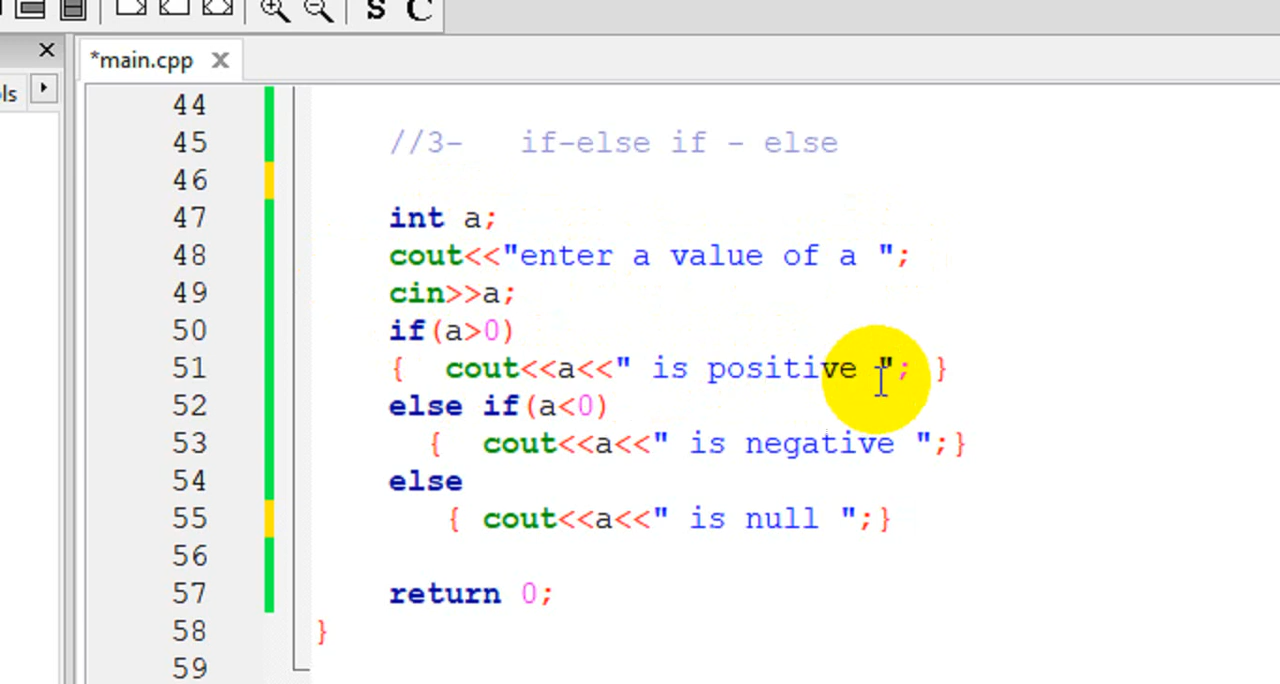 S C
*main.cpp
ls
44
45 //3- if-else if - else
46
47 int a;
48 cout<<"enter a value of a ";
49 cin>>a;
50 if(a>0)
51 { cout<<a<<" is positive "; }
52 else if(a<0)
53 { cout<<a<<" is negative ";}
54 else
55 { cout<<a<<" is null ";}
56
57 return 0;
58 }
59